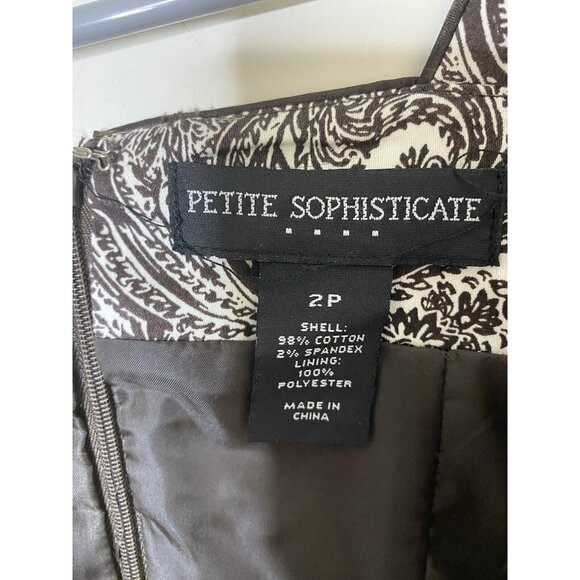 PETITE SOPHISTICATE
2P
SHELL:
98% COTTON
2% SPANDEX
LINING:
100%
POLYESTER
MADE IN
CHINA